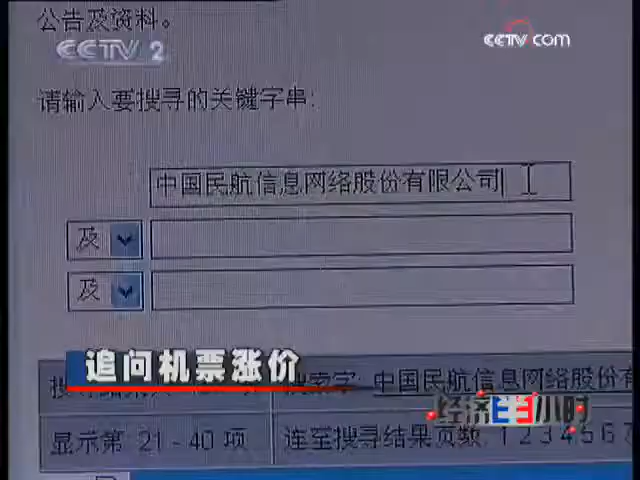 公告及资料。
CCTV 2
CCTV.com
请输入要搜寻的关键字串:
中国民航信息网络股份有限公司
及
及
追问机票涨价
搜索字: 中国民航信息网络股份有
经济半小时
显示第 21-40 项
连至搜寻结果页数: 1 2 3 4 5 6 7